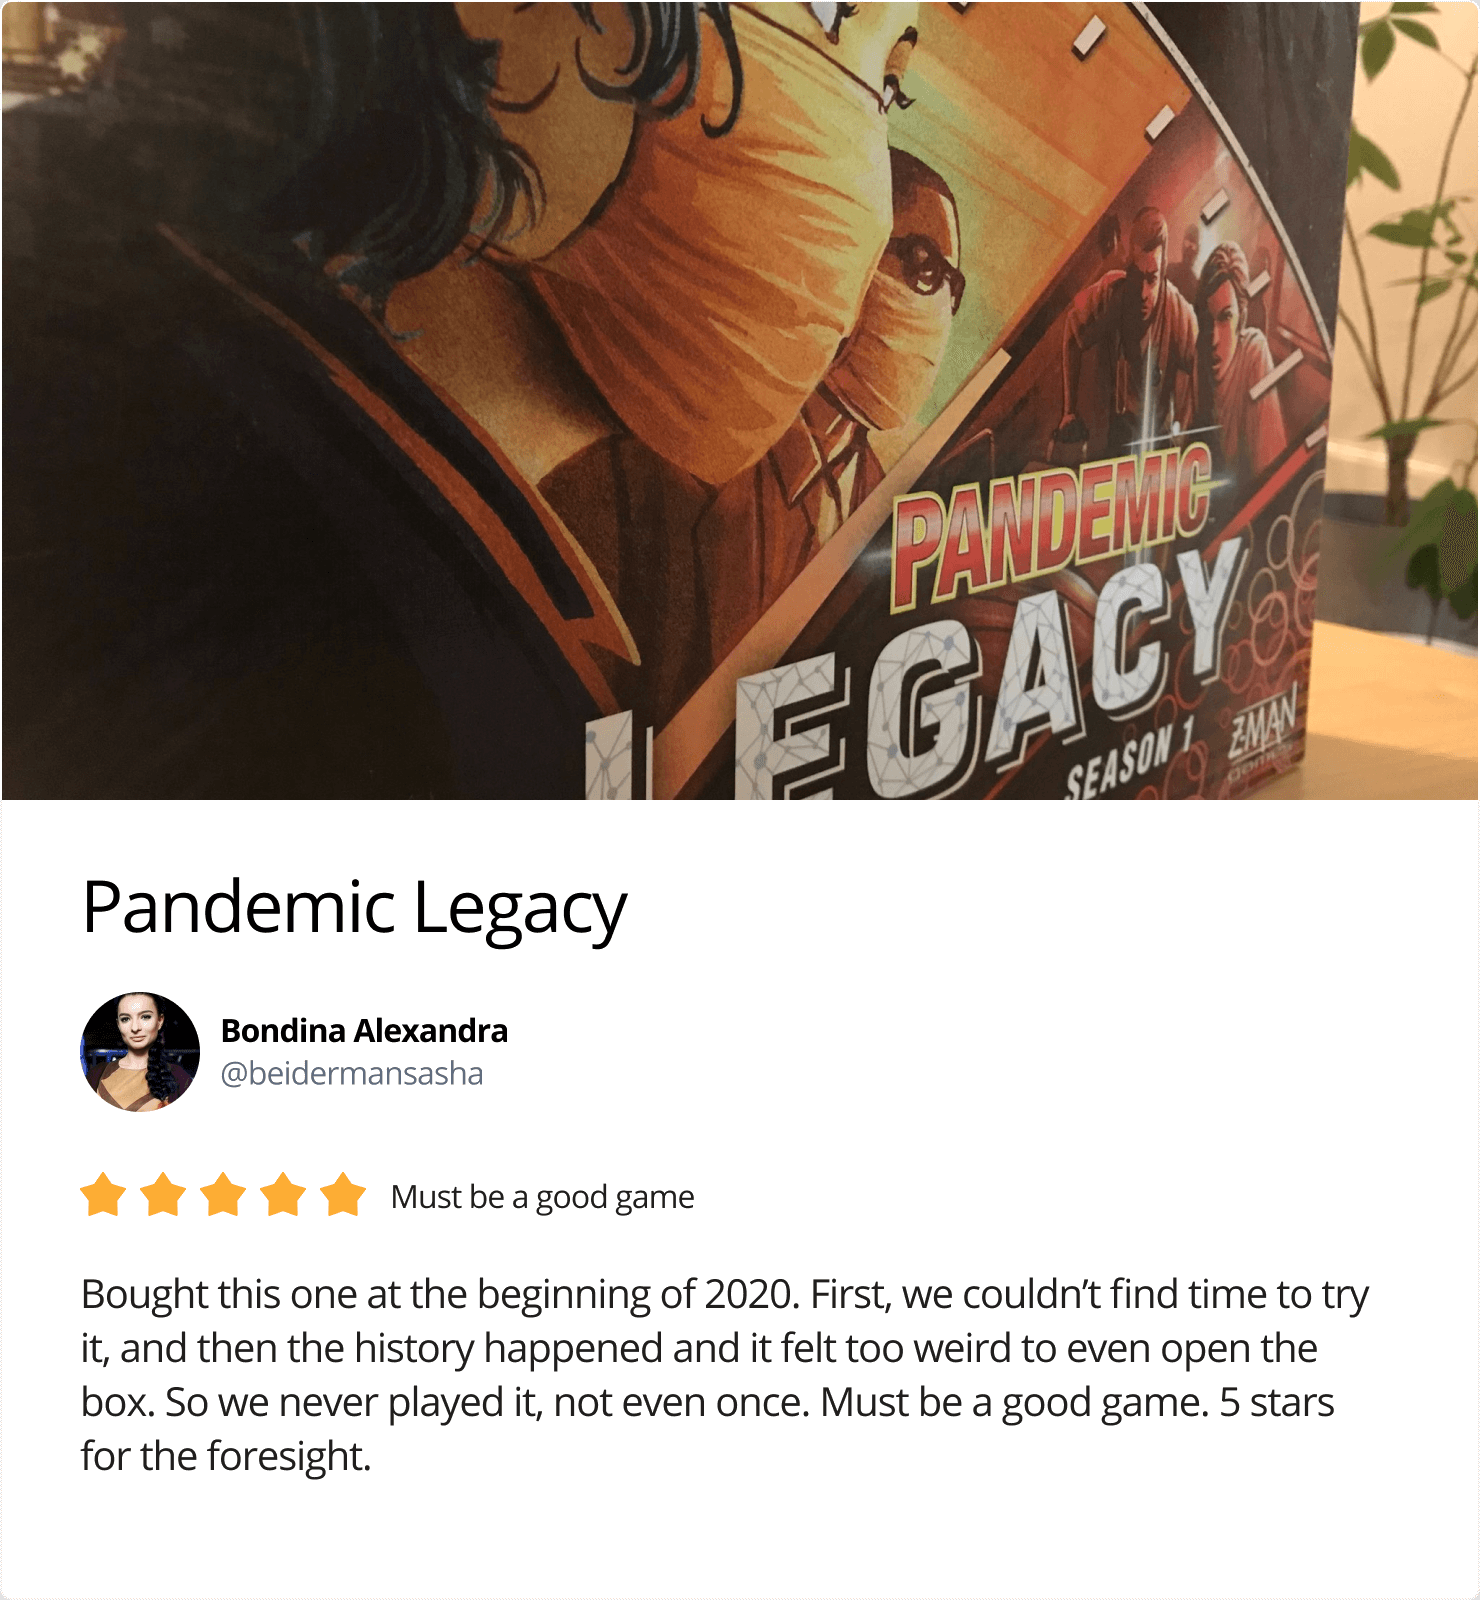 PANDEMIC
LEGACY
SEASON 1
ZMAN
games
Pandemic Legacy
Bondina Alexandra
@beidermansasha
Must be a good game
Bought this one at the beginning of 2020. First, we couldn’t find time to try
it, and then the history happened and it felt too weird to even open the
box. So we never played it, not even once. Must be a good game. 5 stars
for the foresight.